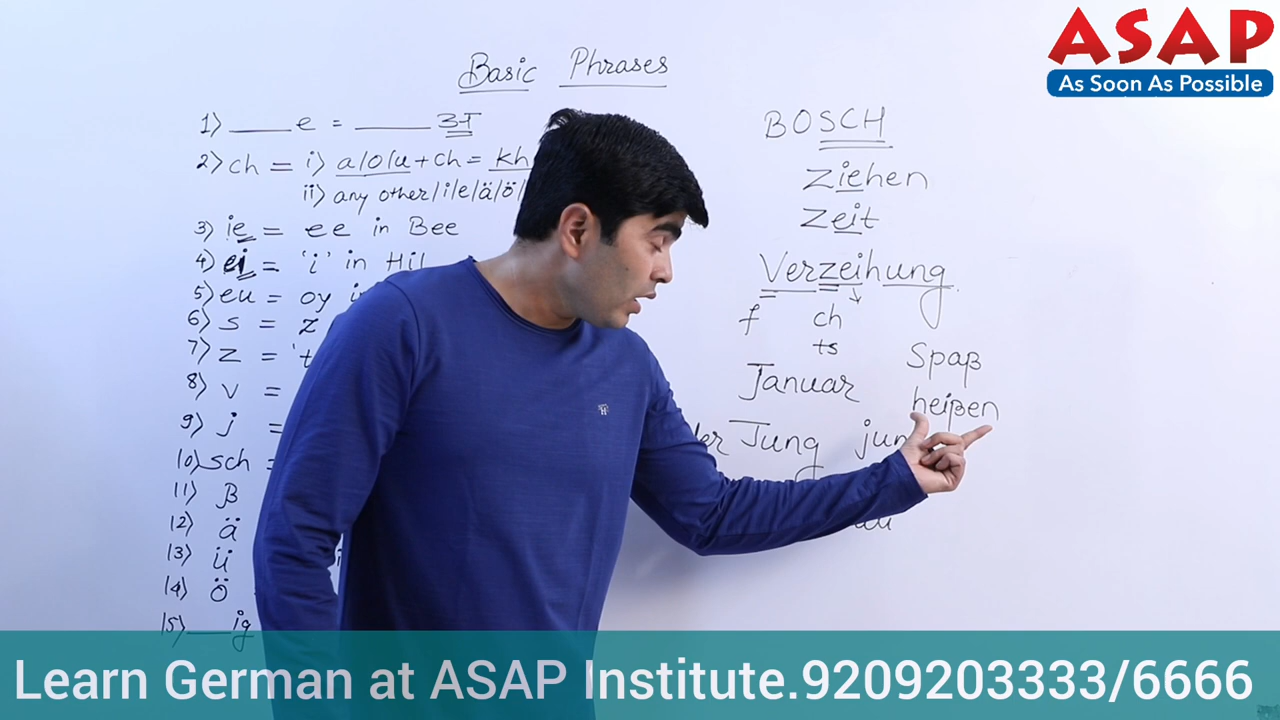 ASAP
As Soon As Possible
Basic Phrases
1) ___ e = ___ अ
2) ch = i) a/o/u + ch = kh
ii) any other/i/e/ä/ö/
3) ie = ee in Bee
4) ei = 'i' in
5) eu = oy
6) s = z
7) z =
8) v =
9) j =
10) sch =
11) ß
12) ä
13) ü
14) ö
15) ___ ig
BOSCH
Ziehen
Zeit
Verzeihung
f ch
ts
Januar
Spaß
heißen
der Jung
Learn German at ASAP Institute.9209203333/6666